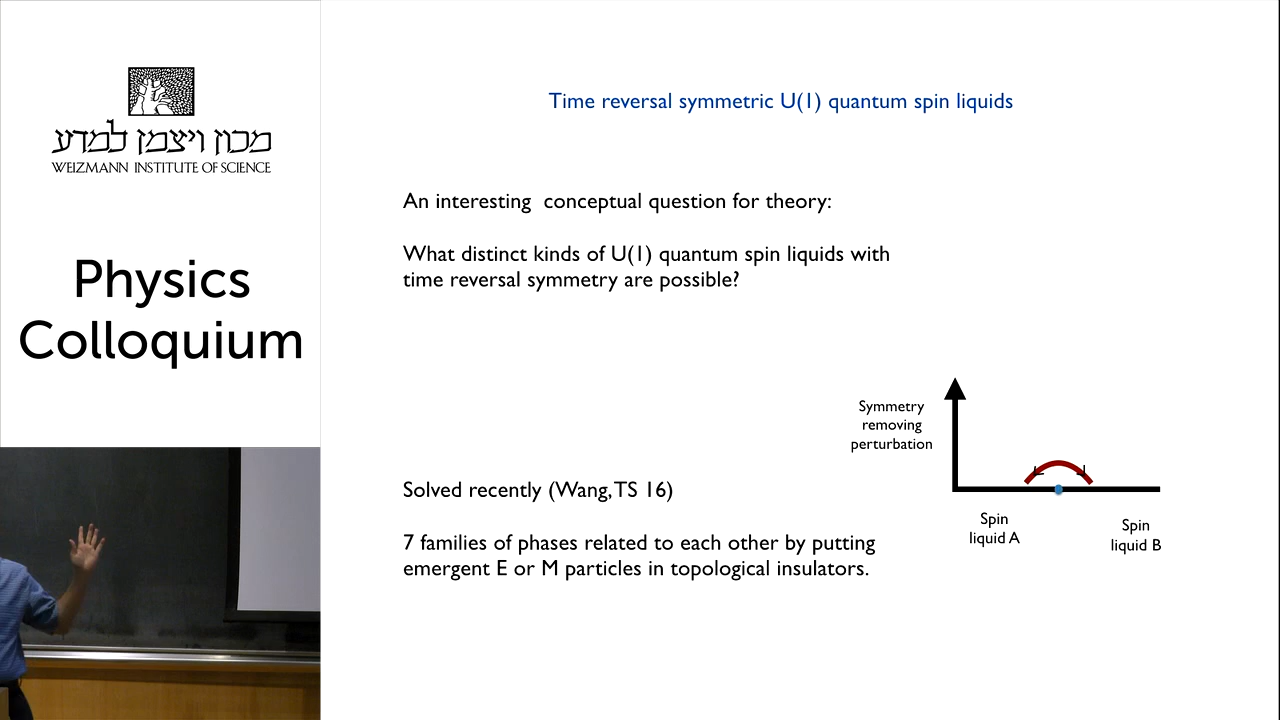 מכון ויצמן למדע
WEIZMANN INSTITUTE OF SCIENCE
Physics
Colloquium
Time reversal symmetric U(1) quantum spin liquids
An interesting conceptual question for theory:
What distinct kinds of U(1) quantum spin liquids with
time reversal symmetry are possible?
Symmetry
removing
perturbation
Spin
liquid A
Spin
liquid B
Solved recently (Wang, TS 16)
7 families of phases related to each other by putting
emergent E or M particles in topological insulators.